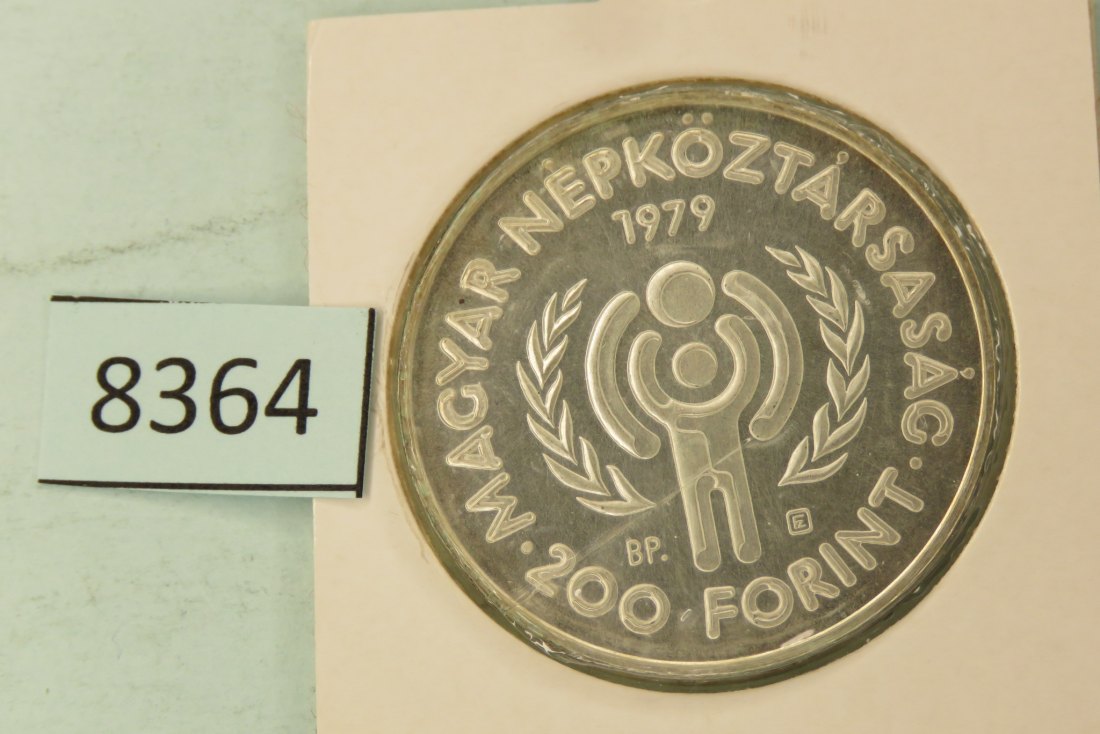 8364
MAGYAR NÉPKÖZTÁRSASÁG · 200 FORINT ·
1979
BP.